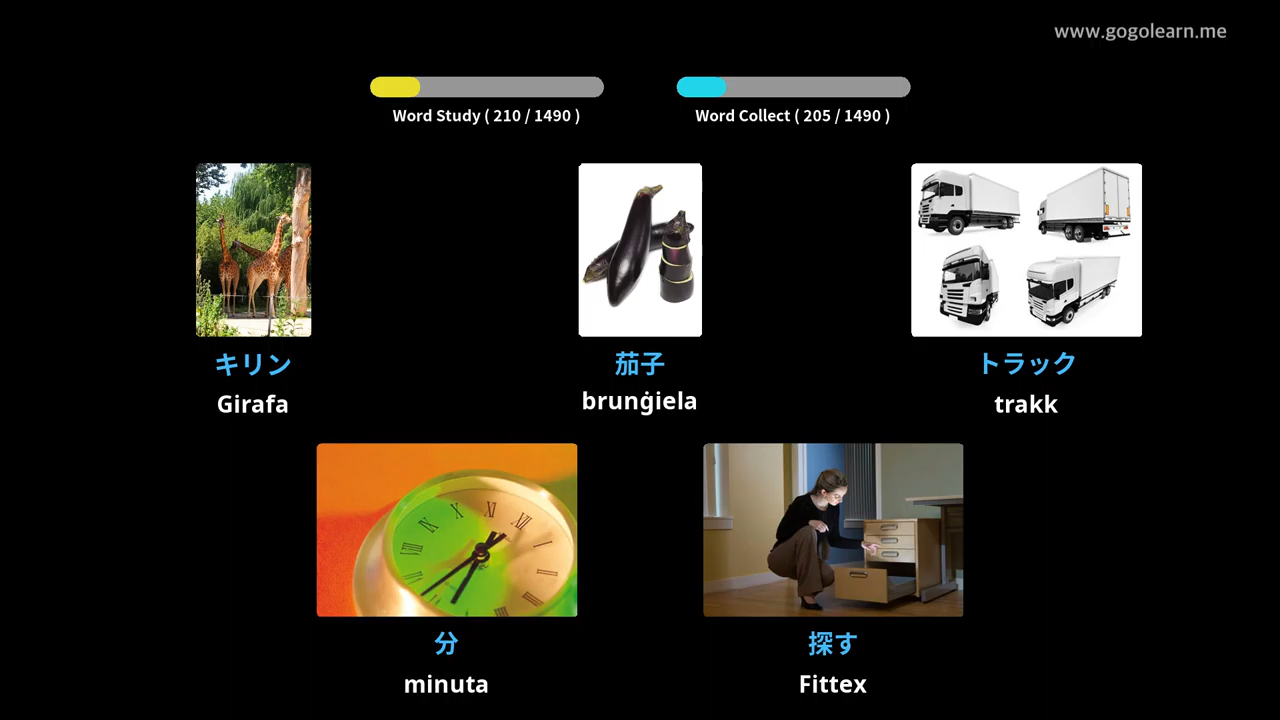 www.gogolearn.me
Word Study ( 210 / 1490 )
Word Collect ( 205 / 1490 )
キリン
茄子
トラック
Girafa
brunġiela
trakk
分
探す
minuta
Fittex